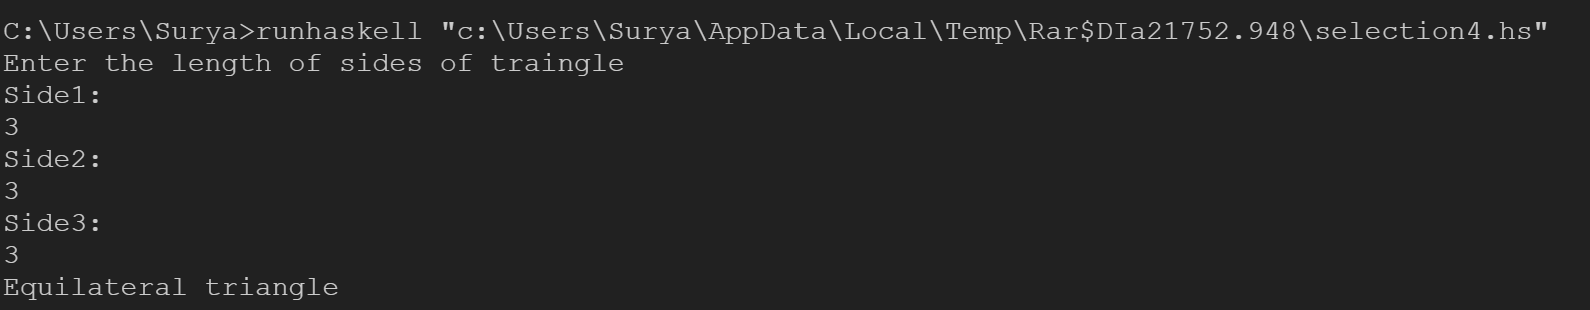 C:\Users\Surya>runhaskell "c:\Users\Surya\AppData\Local\Temp\Rar$DIa21752.948\selection4.hs"
Enter the length of sides of traingle
Side1:
3
Side2:
3
Side3:
3
Equilateral triangle